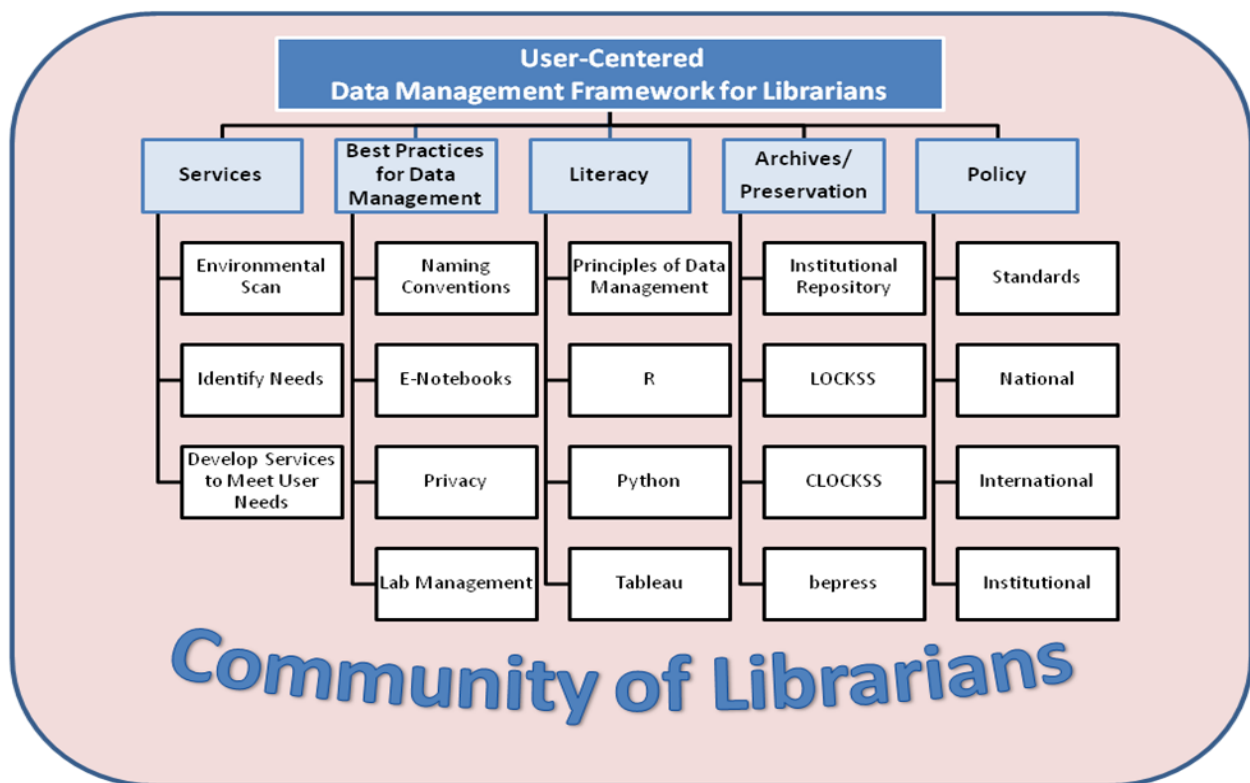 User-Centered
Data Management Framework for Librarians
Services
Best Practices
for Data
Management
Literacy
Archives/
Preservation
Policy
Environmental
Scan
Naming
Conventions
Principles of Data
Management
Institutional
Repository
Standards
Identify Needs
E-Notebooks
R
LOCKSS
National
Develop Services
to Meet User
Needs
Privacy
Python
CLOCKSS
International
Lab Management
Tableau
bepress
Institutional
Community of Librarians